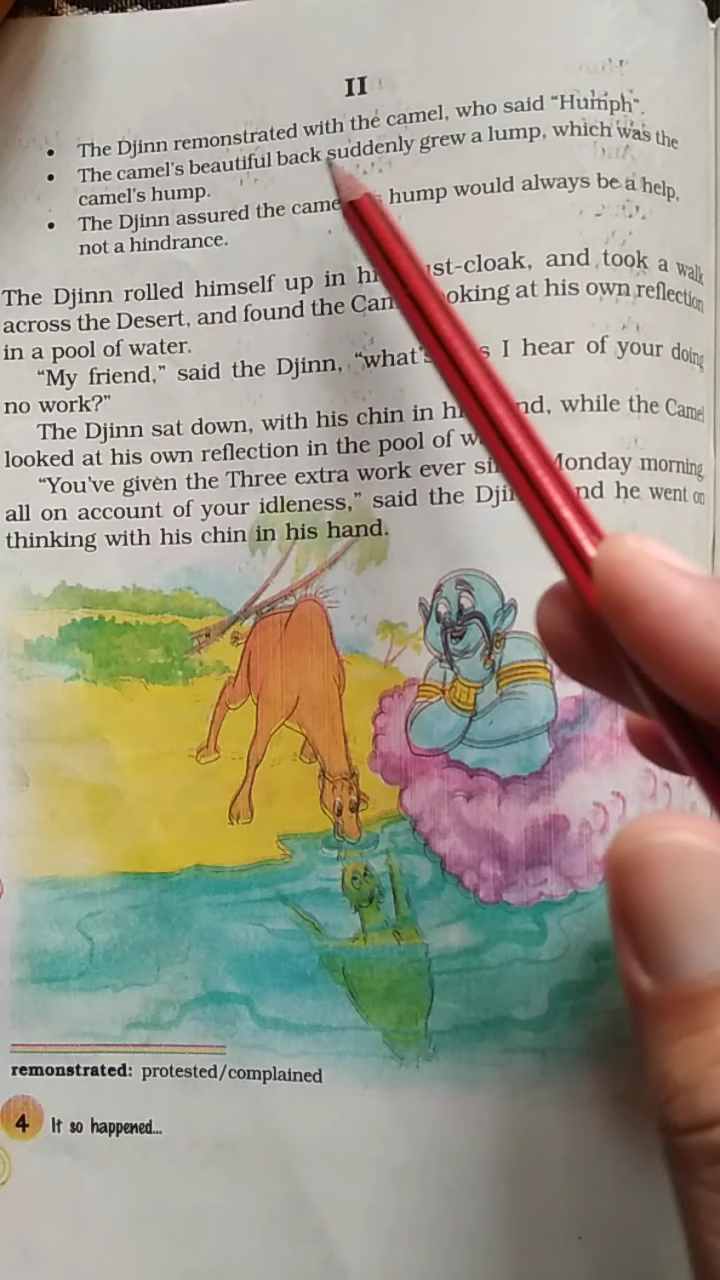 II
• The Djinn remonstrated with the camel, who said “Humph”.
• The camel's beautiful back suddenly grew a lump, which was the
camel's hump.
• The Djinn assured the came hump would always be a help,
not a hindrance.
The Djinn rolled himself up in hi st-cloak, and took a walk
across the Desert, and found the Cam oking at his own reflection
in a pool of water.
“My friend,” said the Djinn, “what's s I hear of your doing
no work?”
The Djinn sat down, with his chin in h nd, while the Camel
looked at his own reflection in the pool of w
“You've given the Three extra work ever si Monday morning,
all on account of your idleness,” said the Dji nd he went on
thinking with his chin in his hand.
remonstrated: protested/complained
4 It so happened...